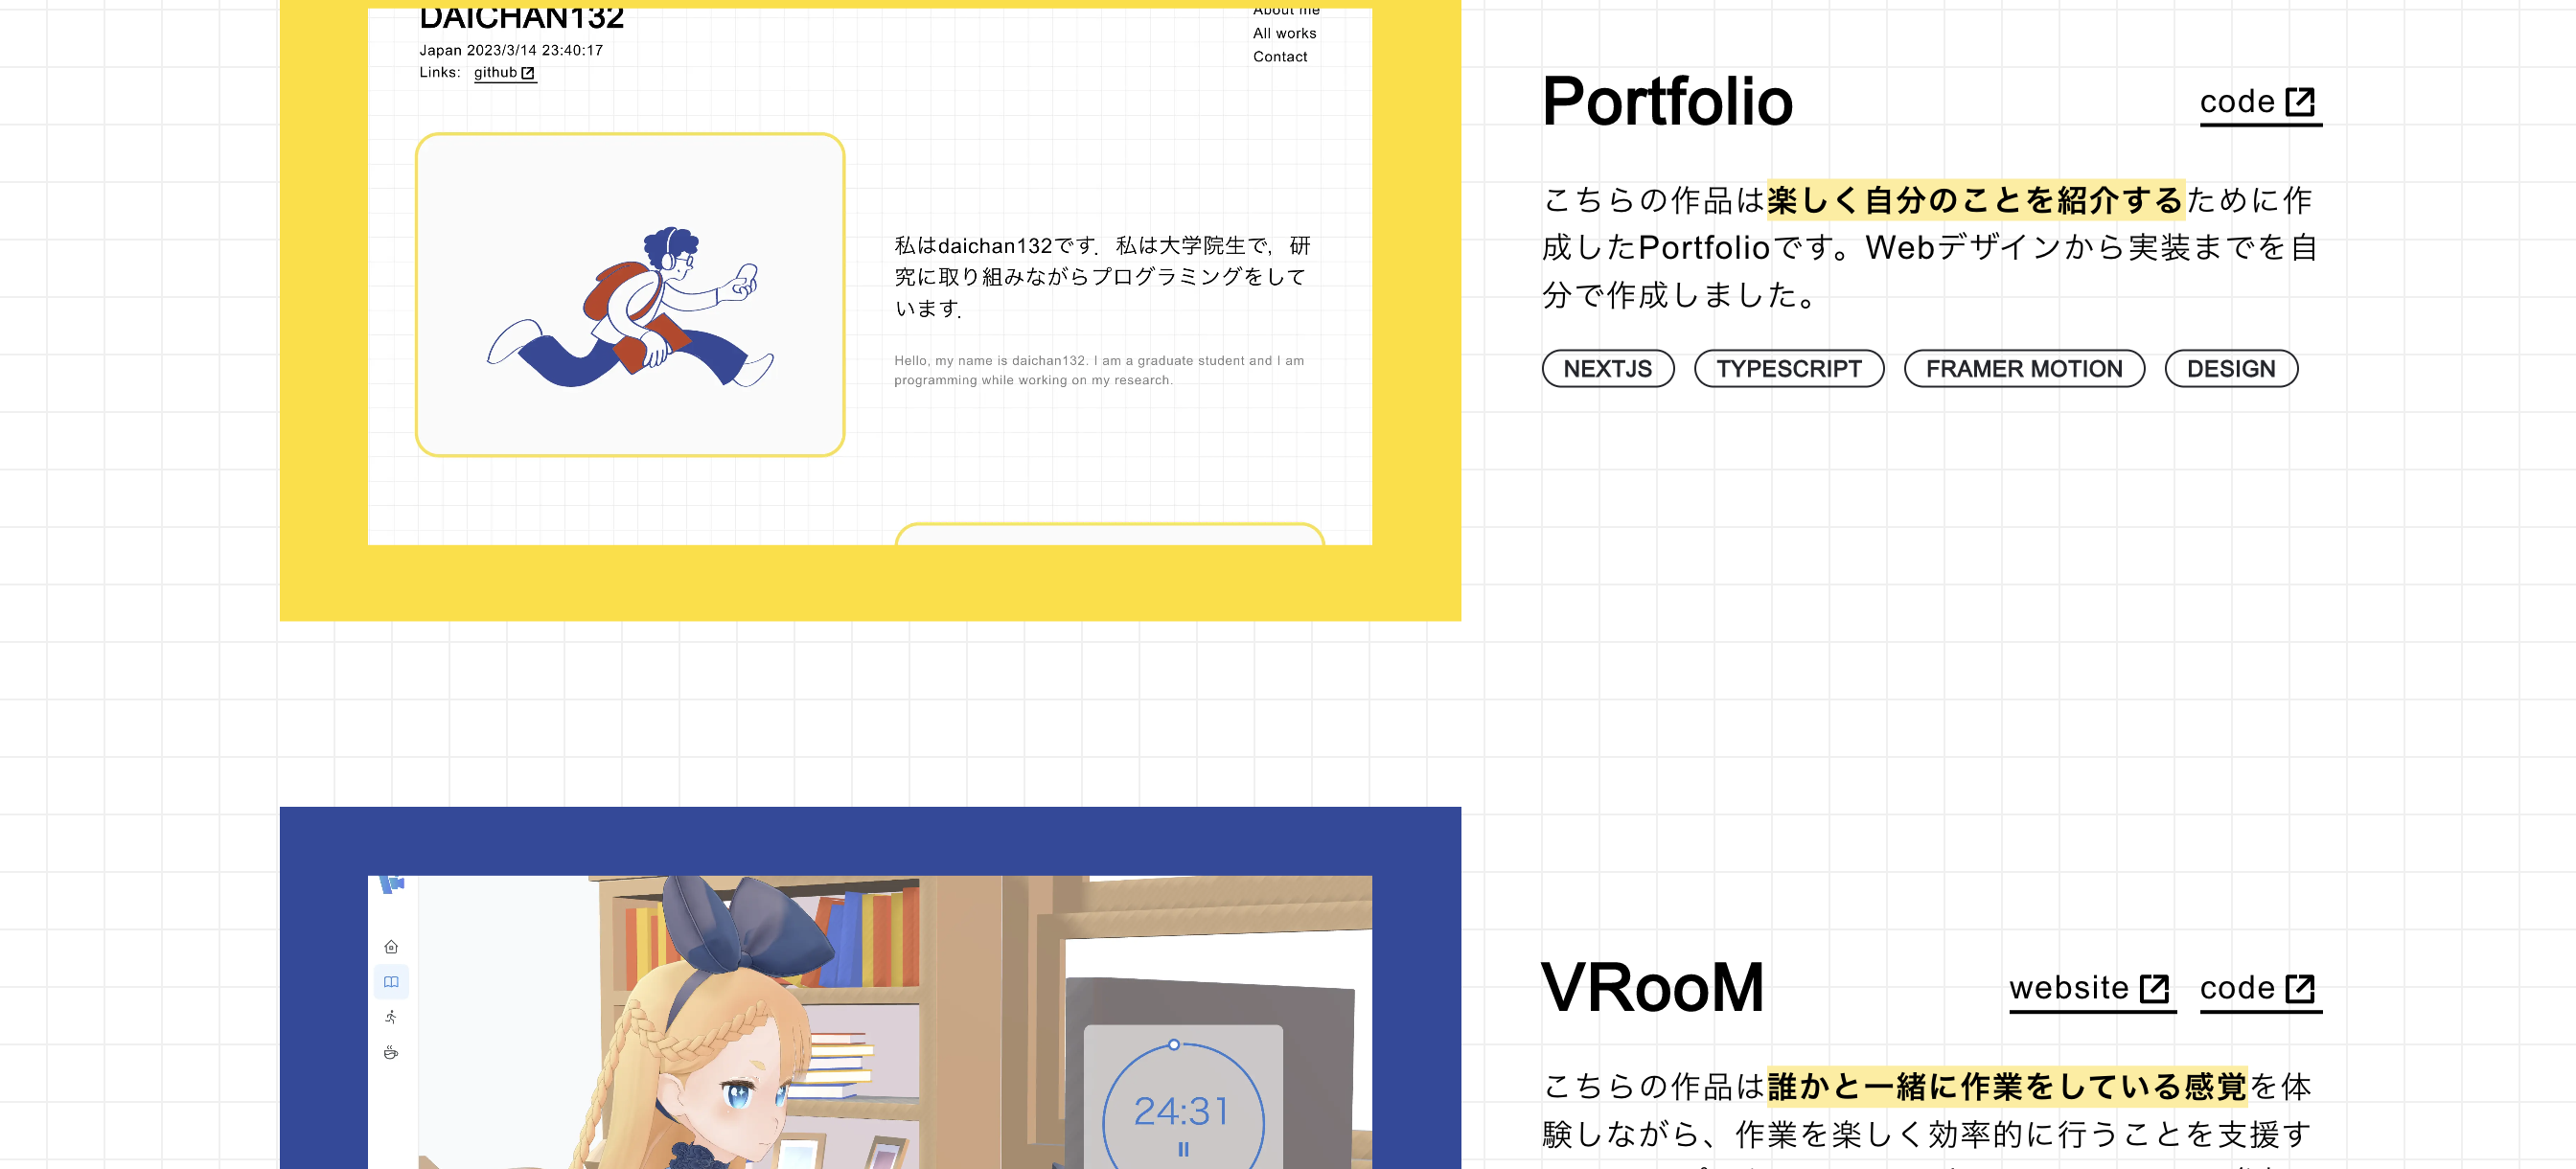 DAICHAN132
Japan 2023/3/14 23:40:17
Links: github
About me
All works
Contact
私はdaichan132です．私は大学院生で，研
究に取り組みながらプログラミングをして
います．
Hello, my name is daichan132. I am a graduate student and I am
programming while working on my research.
Portfolio
code
こちらの作品は楽しく自分のことを紹介するために作
成したPortfolioです。Webデザインから実装までを自
分で作成しました。
NEXTJS TYPESCRIPT FRAMER MOTION DESIGN
24:31
VRooM
website code
こちらの作品は誰かと一緒に作業をしている感覚を体
験しながら、作業を楽しく効率的に行うことを支援す